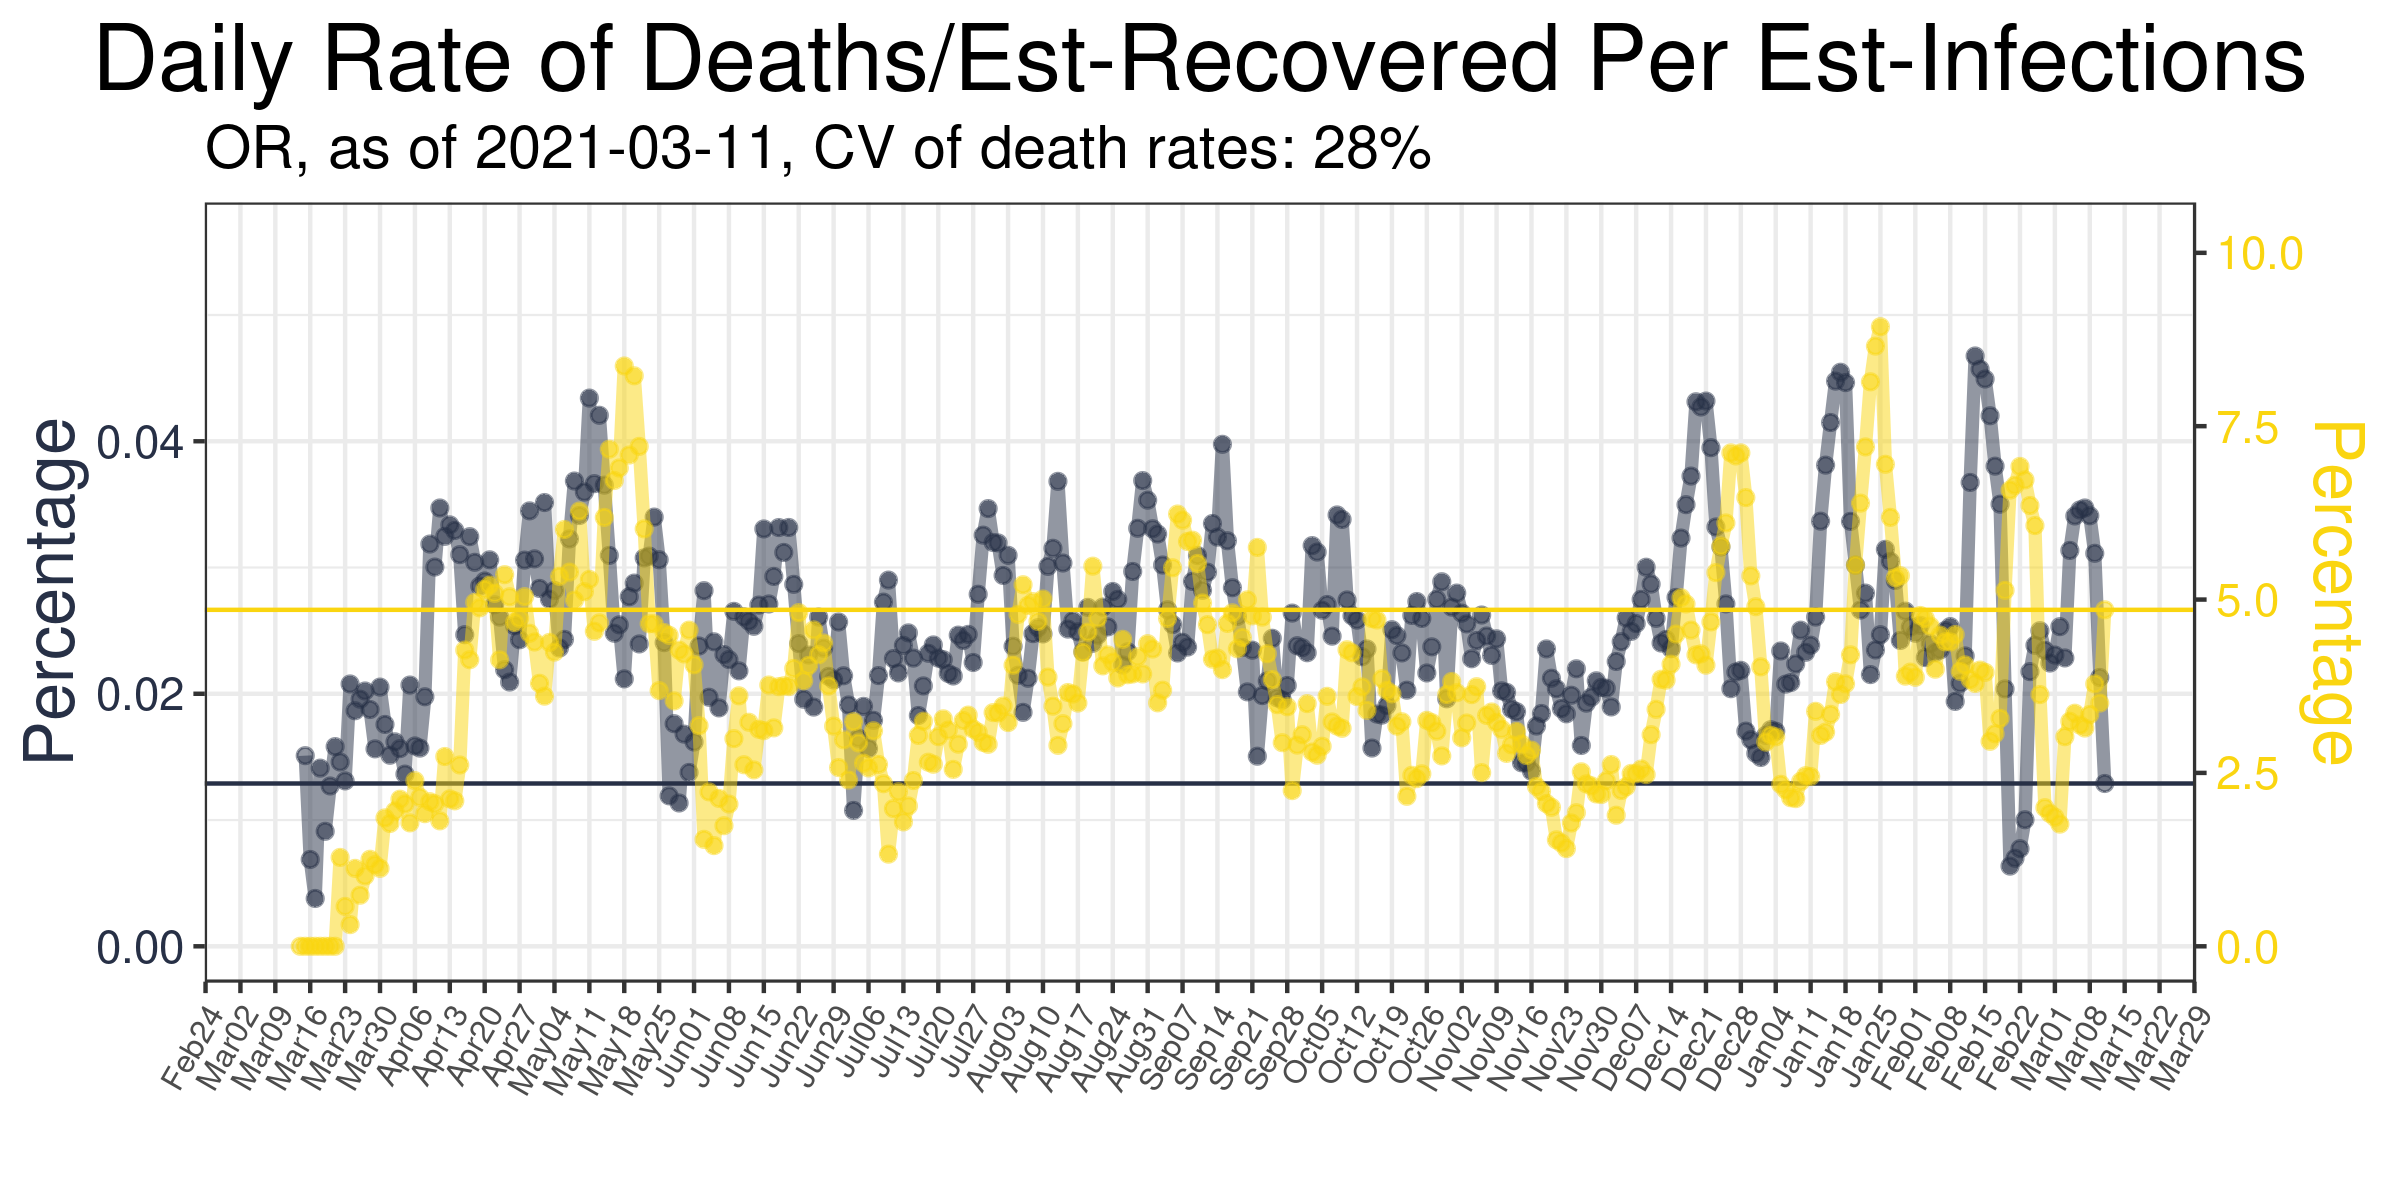 Daily Rate of Deaths/Est-Recovered Per Est-Infections
OR, as of 2021-03-11, CV of death rates: 28%
Percentage
0.04
0.02
0.00
10.0
7.5
5.0
2.5
0.0
Percentage
Feb24
Mar02
Mar09
Mar16
Mar23
Mar30
Apr06
Apr13
Apr20
Apr27
May04
May11
May18
May25
Jun01
Jun08
Jun15
Jun22
Jun29
Jul06
Jul13
Jul20
Jul27
Aug03
Aug10
Aug17
Aug24
Aug31
Sep07
Sep14
Sep21
Sep28
Oct05
Oct12
Oct19
Oct26
Nov02
Nov09
Nov16
Nov23
Nov30
Dec07
Dec14
Dec21
Dec28
Jan04
Jan11
Jan18
Jan25
Feb01
Feb08
Feb15
Feb22
Mar01
Mar08
Mar15
Mar22
Mar29